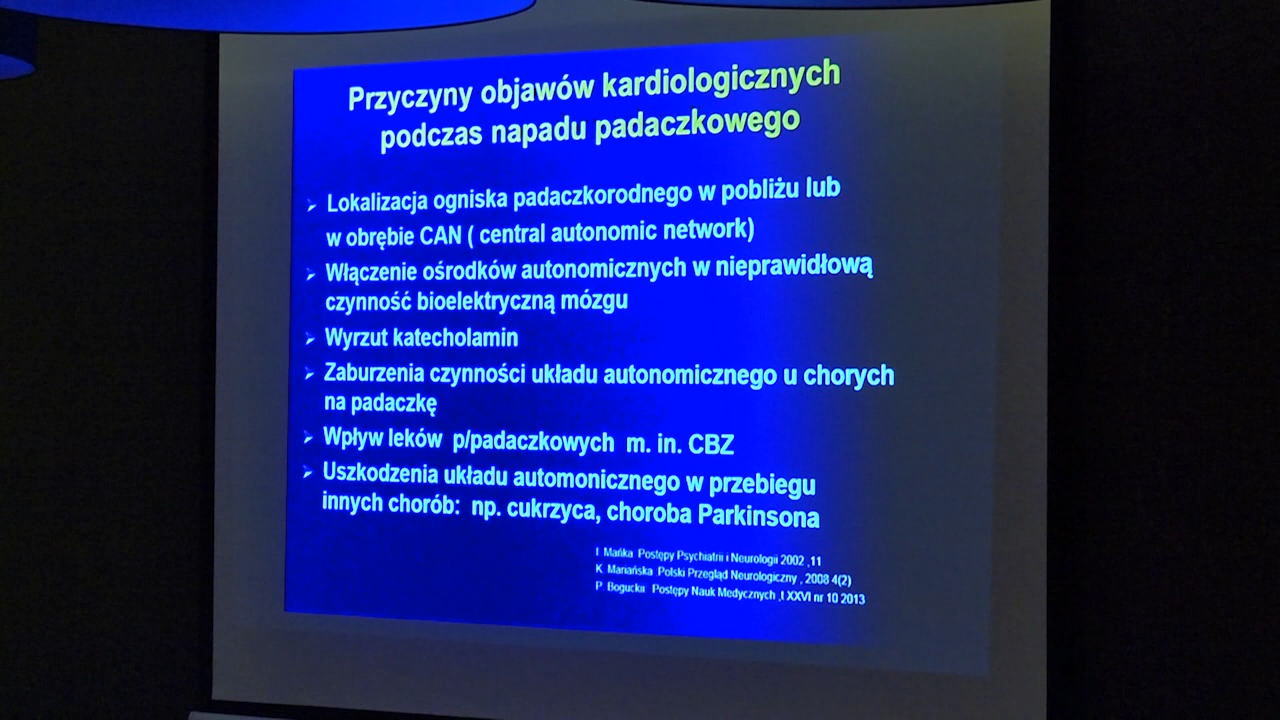 Przyczyny objawów kardiologicznych
podczas napadu padaczkowego
➢ Lokalizacja ogniska padaczkorodnego w pobliżu lub
w obrębie CAN ( central autonomic network)
➢ Włączenie ośrodków autonomicznych w nieprawidłową
czynność bioelektryczną mózgu
➢ Wyrzut katecholamin
➢ Zaburzenia czynności układu autonomicznego u chorych
na padaczkę
➢ Wpływ leków p/padaczkowych m. in. CBZ
➢ Uszkodzenia układu automonicznego w przebiegu
innych chorób: np. cukrzyca, choroba Parkinsona
I. Mańka Postępy Psychiatrii i Neurologii 2002 ,11
K. Mariańska Polski Przegląd Neurologiczny , 2008 4(2)
P. Bogucki Postępy Nauk Medycznych ,t XXVI nr 10 2013